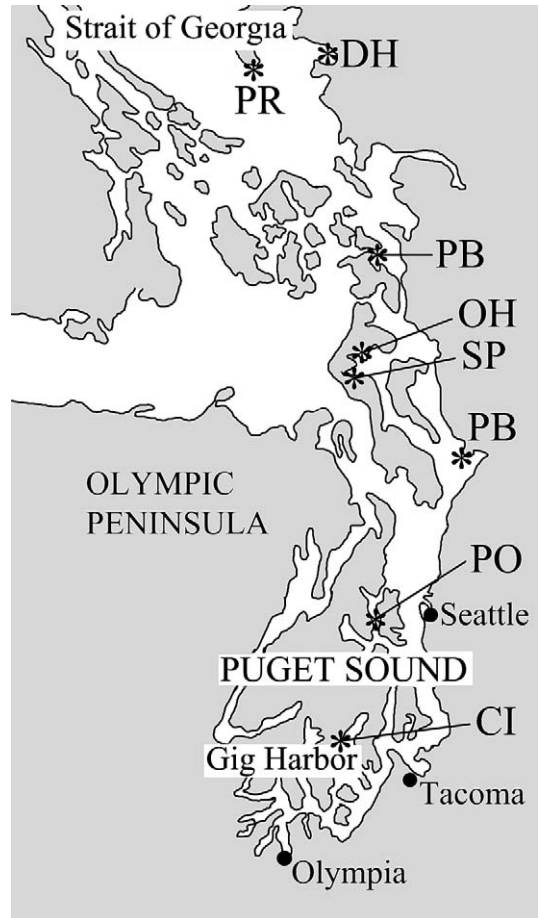 Strait of Georgia
DH
PR
PB
OH
SP
PB
OLYMPIC
PENINSULA
PO
Seattle
PUGET SOUND
CI
Gig Harbor
Tacoma
Olympia